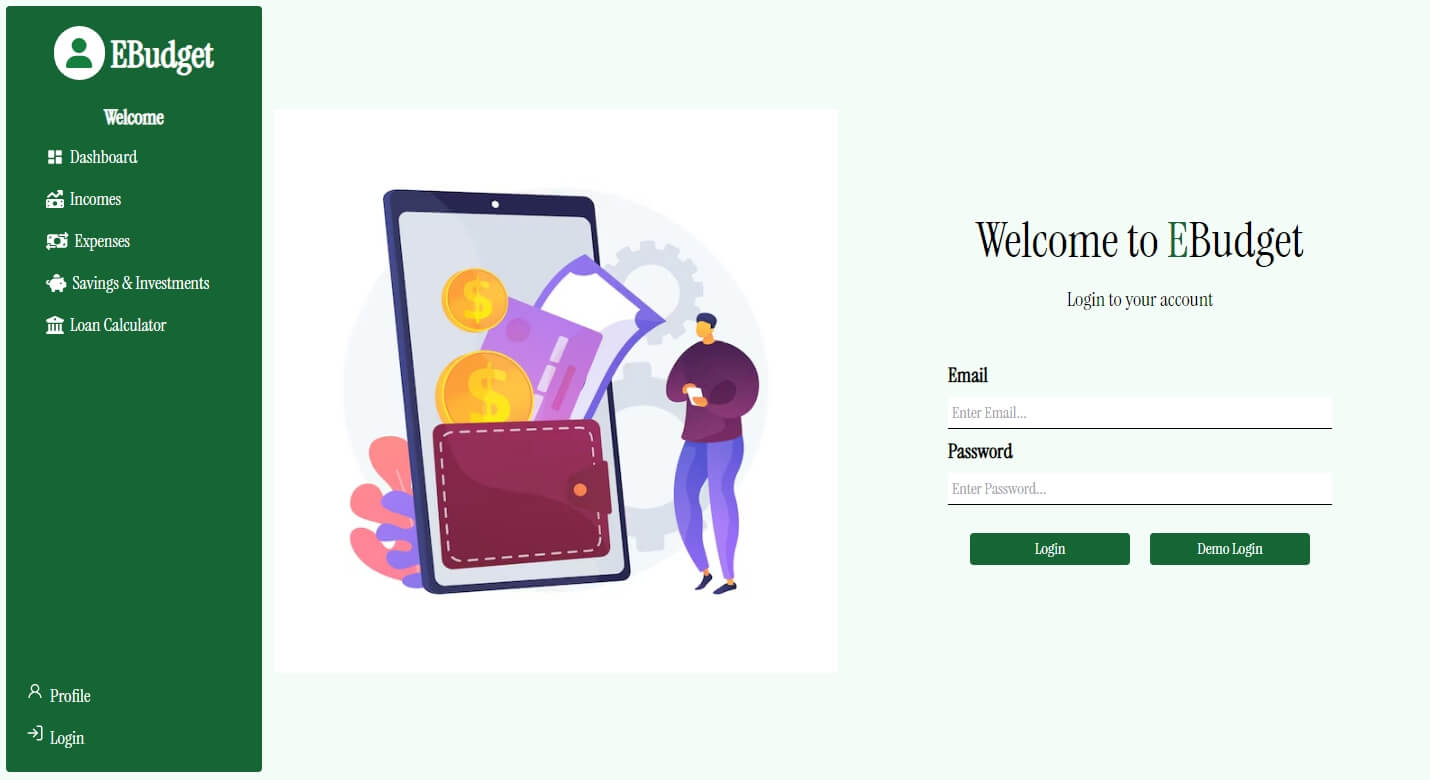 EBudget
Welcome
Dashboard
Incomes
Expenses
Savings & Investments
Loan Calculator
Profile
Login
$
$
Welcome to EBudget
Login to your account
Email
Enter Email...
Password
Enter Password...
Login
Demo Login